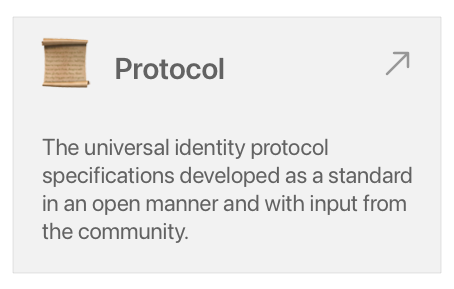 Protocol
The universal identity protocol
specifications developed as a standard
in an open manner and with input from
the community.